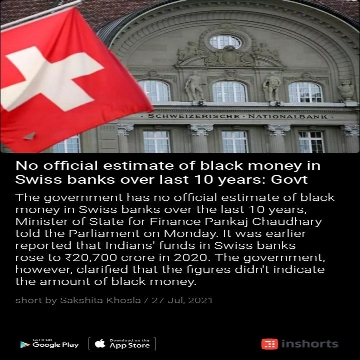 SCHWEIZERISCHE NATIONALBANK
No official estimate of black money in
Swiss banks over last 10 years: Govt
The government has no official estimate of black
money in Swiss banks over the last 10 years,
Minister of State for Finance Pankaj Chaudhary
told the Parliament on Monday. It was earlier
reported that Indians' funds in Swiss banks
rose to ₹20,700 crore in 2020. The government,
however, clarified that the figures didn't indicate
the amount of black money.
short by Sakshita Khosla / 27 Jul, 2021
GET IT ON
Google Play
Download on the
App Store
inshorts